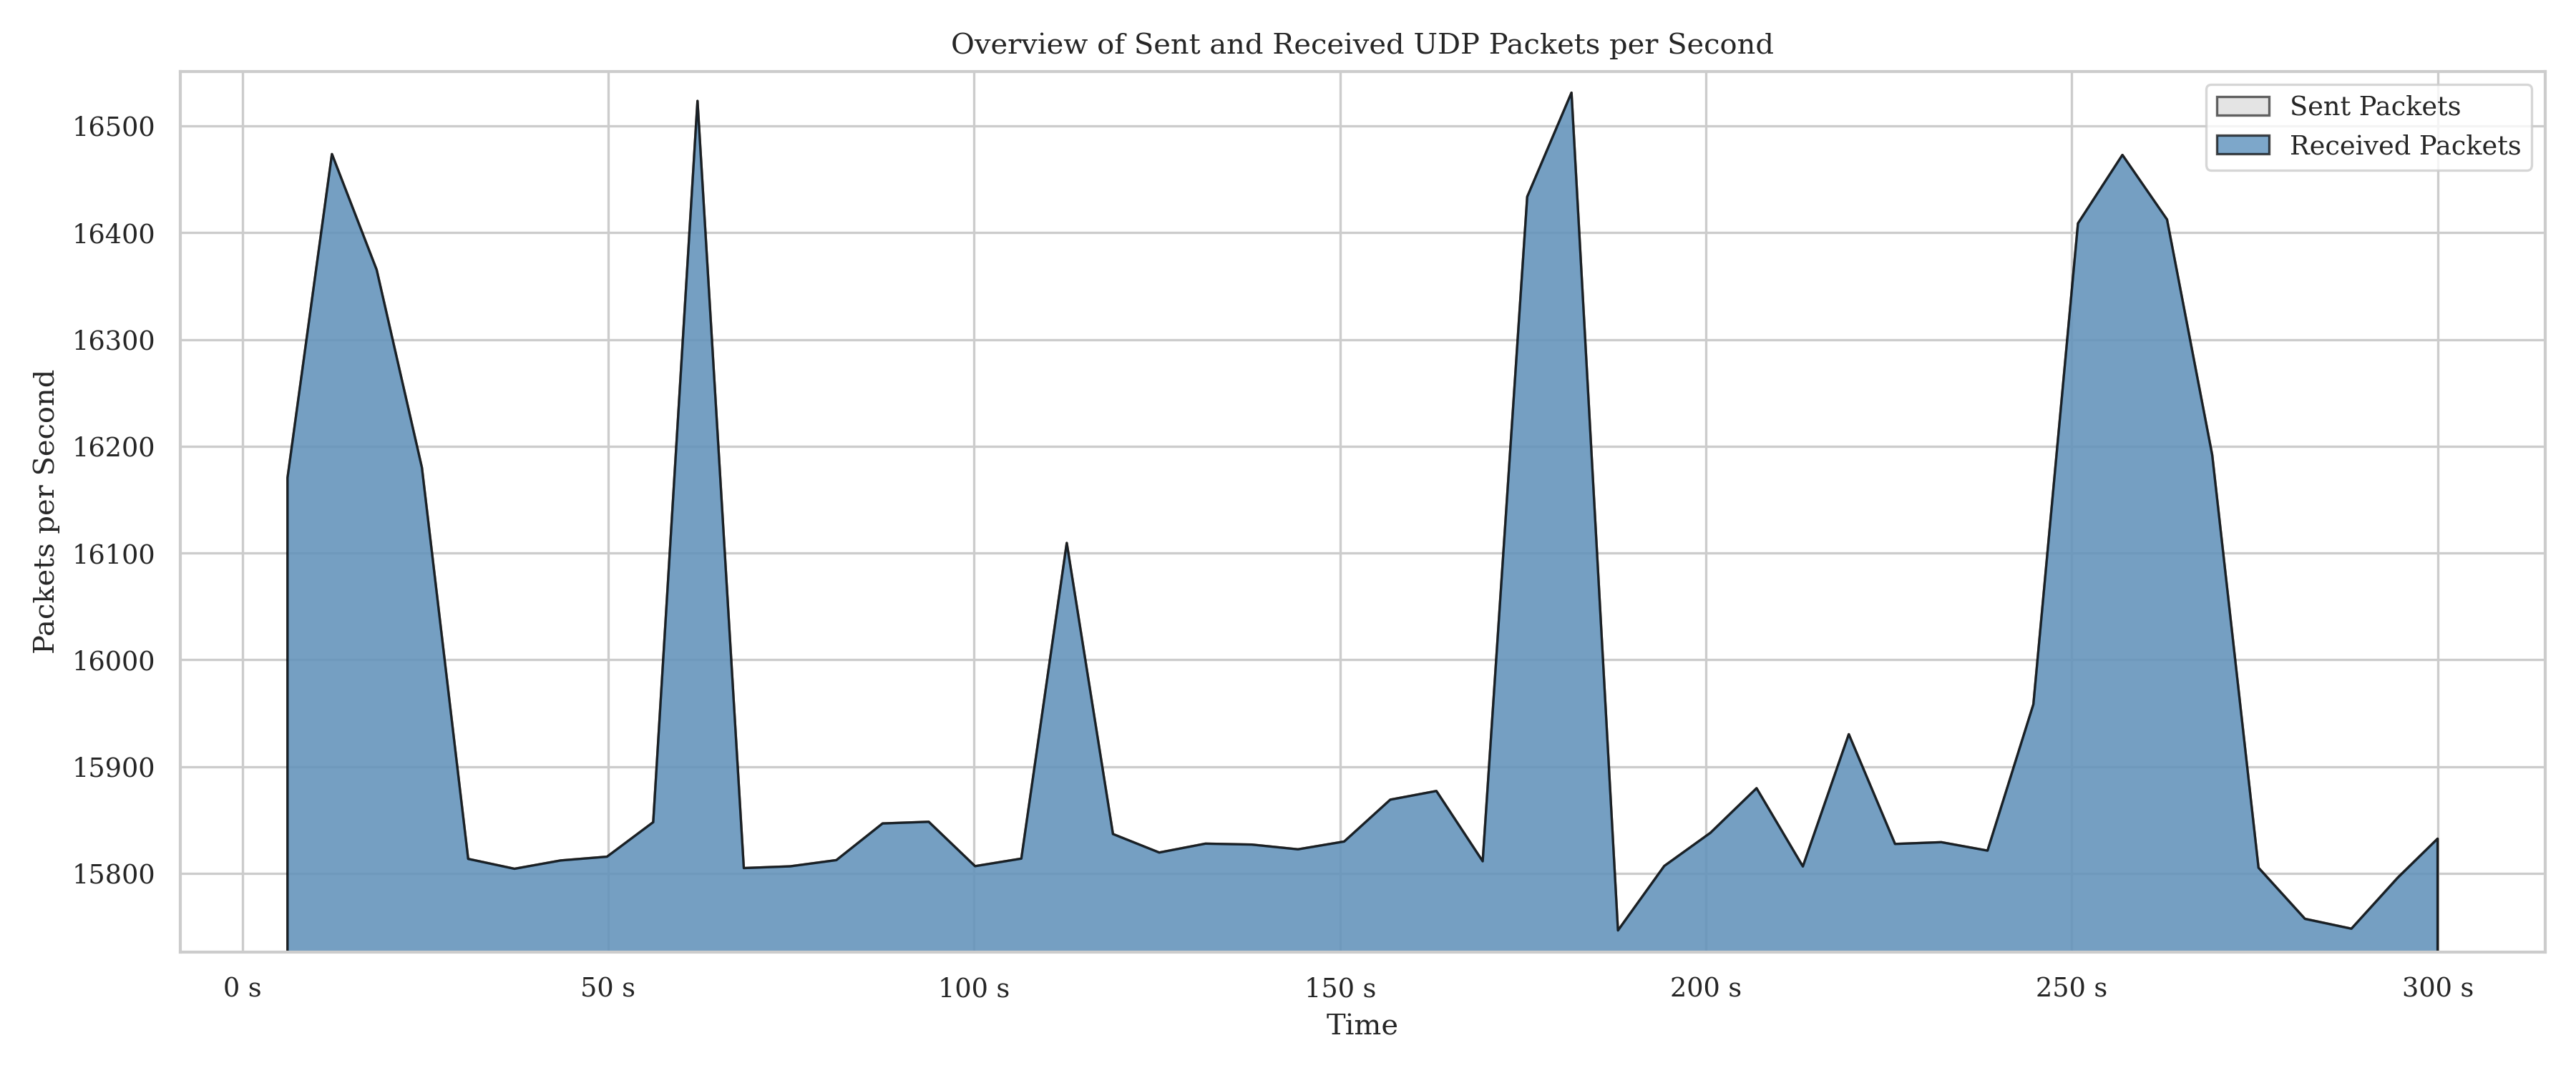 Overview of Sent and Received UDP Packets per Second
Sent Packets
Received Packets
Packets per Second
16500
16400
16300
16200
16100
16000
15900
15800
0 s
50 s
100 s
150 s
200 s
250 s
300 s
Time